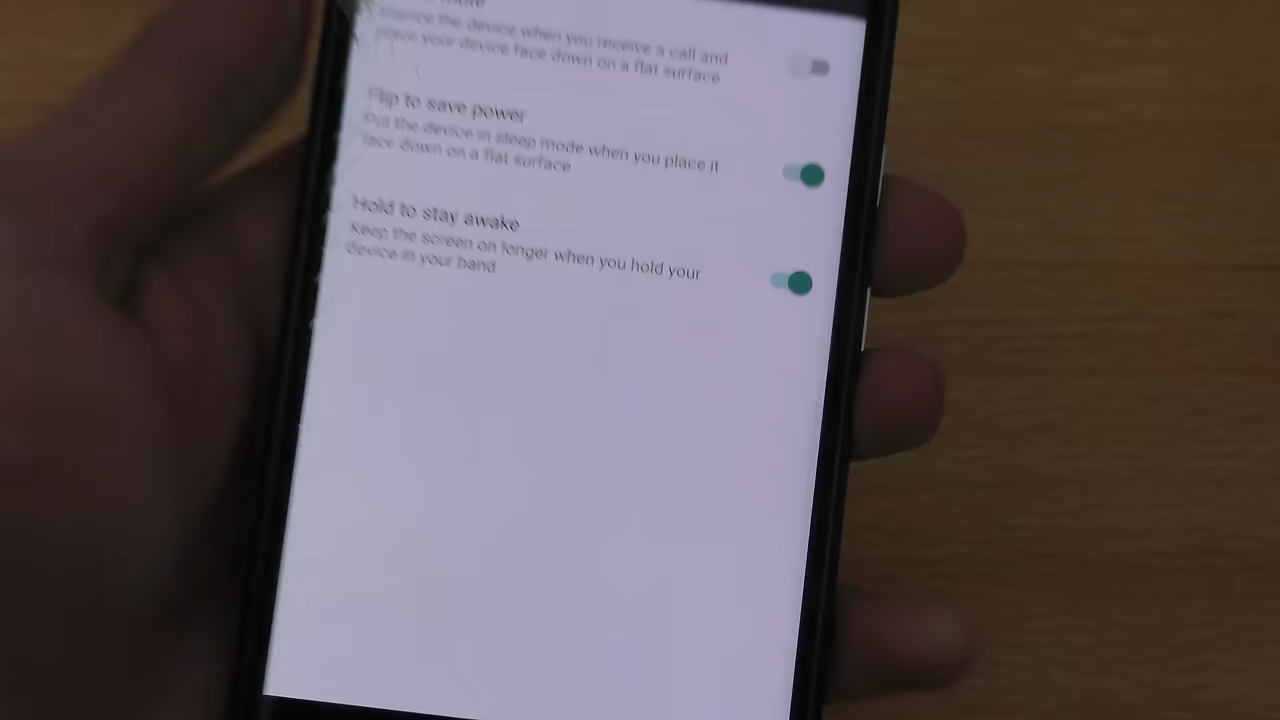 mute
Silence the device when you receive a call and
place your device face down on a flat surface
Flip to save power
Put the device in sleep mode when you place it
face down on a flat surface
Hold to stay awake
Keep the screen on longer when you hold your
device in your hand